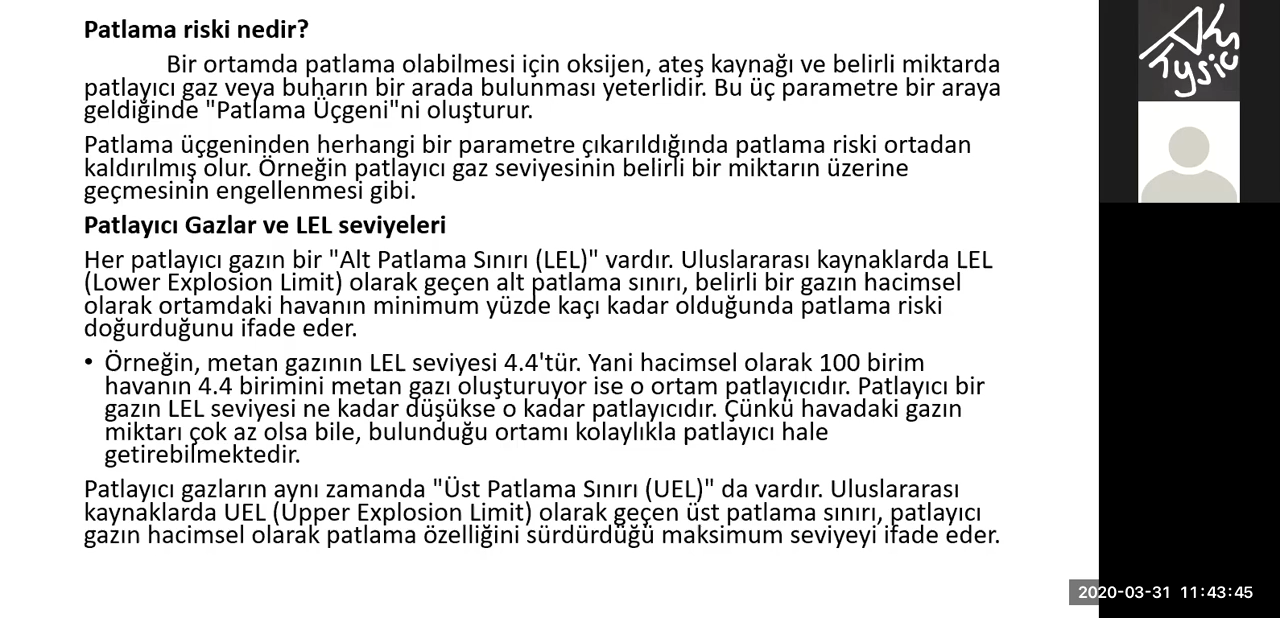 Patlama riski nedir?
Bir ortamda patlama olabilmesi için oksijen, ateş kaynağı ve belirli miktarda
patlayıcı gaz veya buharın bir arada bulunması yeterlidir. Bu üç parametre bir araya
geldiğinde "Patlama Üçgeni"ni oluşturur.
Patlama üçgeninden herhangi bir parametre çıkarıldığında patlama riski ortadan
kaldırılmış olur. Örneğin patlayıcı gaz seviyesinin belirli bir miktarın üzerine
geçmesinin engellenmesi gibi.
Patlayıcı Gazlar ve LEL seviyeleri
Her patlayıcı gazın bir "Alt Patlama Sınırı (LEL)" vardır. Uluslararası kaynaklarda LEL
(Lower Explosion Limit) olarak geçen alt patlama sınırı, belirli bir gazın hacimsel
olarak ortamdaki havanın minimum yüzde kaçı kadar olduğunda patlama riski
doğurduğunu ifade eder.
• Örneğin, metan gazının LEL seviyesi 4.4'tür. Yani hacimsel olarak 100 birim
havanın 4.4 birimini metan gazı oluşturuyor ise o ortam patlayıcıdır. Patlayıcı bir
gazın LEL seviyesi ne kadar düşükse o kadar patlayıcıdır. Çünkü havadaki gazın
miktarı çok az olsa bile, bulunduğu ortamı kolaylıkla patlayıcı hale
getirebilmektedir.
Patlayıcı gazların aynı zamanda "Üst Patlama Sınırı (UEL)" da vardır. Uluslararası
kaynaklarda UEL (Upper Explosion Limit) olarak geçen üst patlama sınırı, patlayıcı
gazın hacimsel olarak patlama özelliğini sürdürdüğü maksimum seviyeyi ifade eder.
2020-03-31 11:43:45